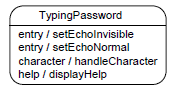 TypingPassword
entry / setEchoInvisible
entry / setEchoNormal
character / handleCharacter
help / displayHelp